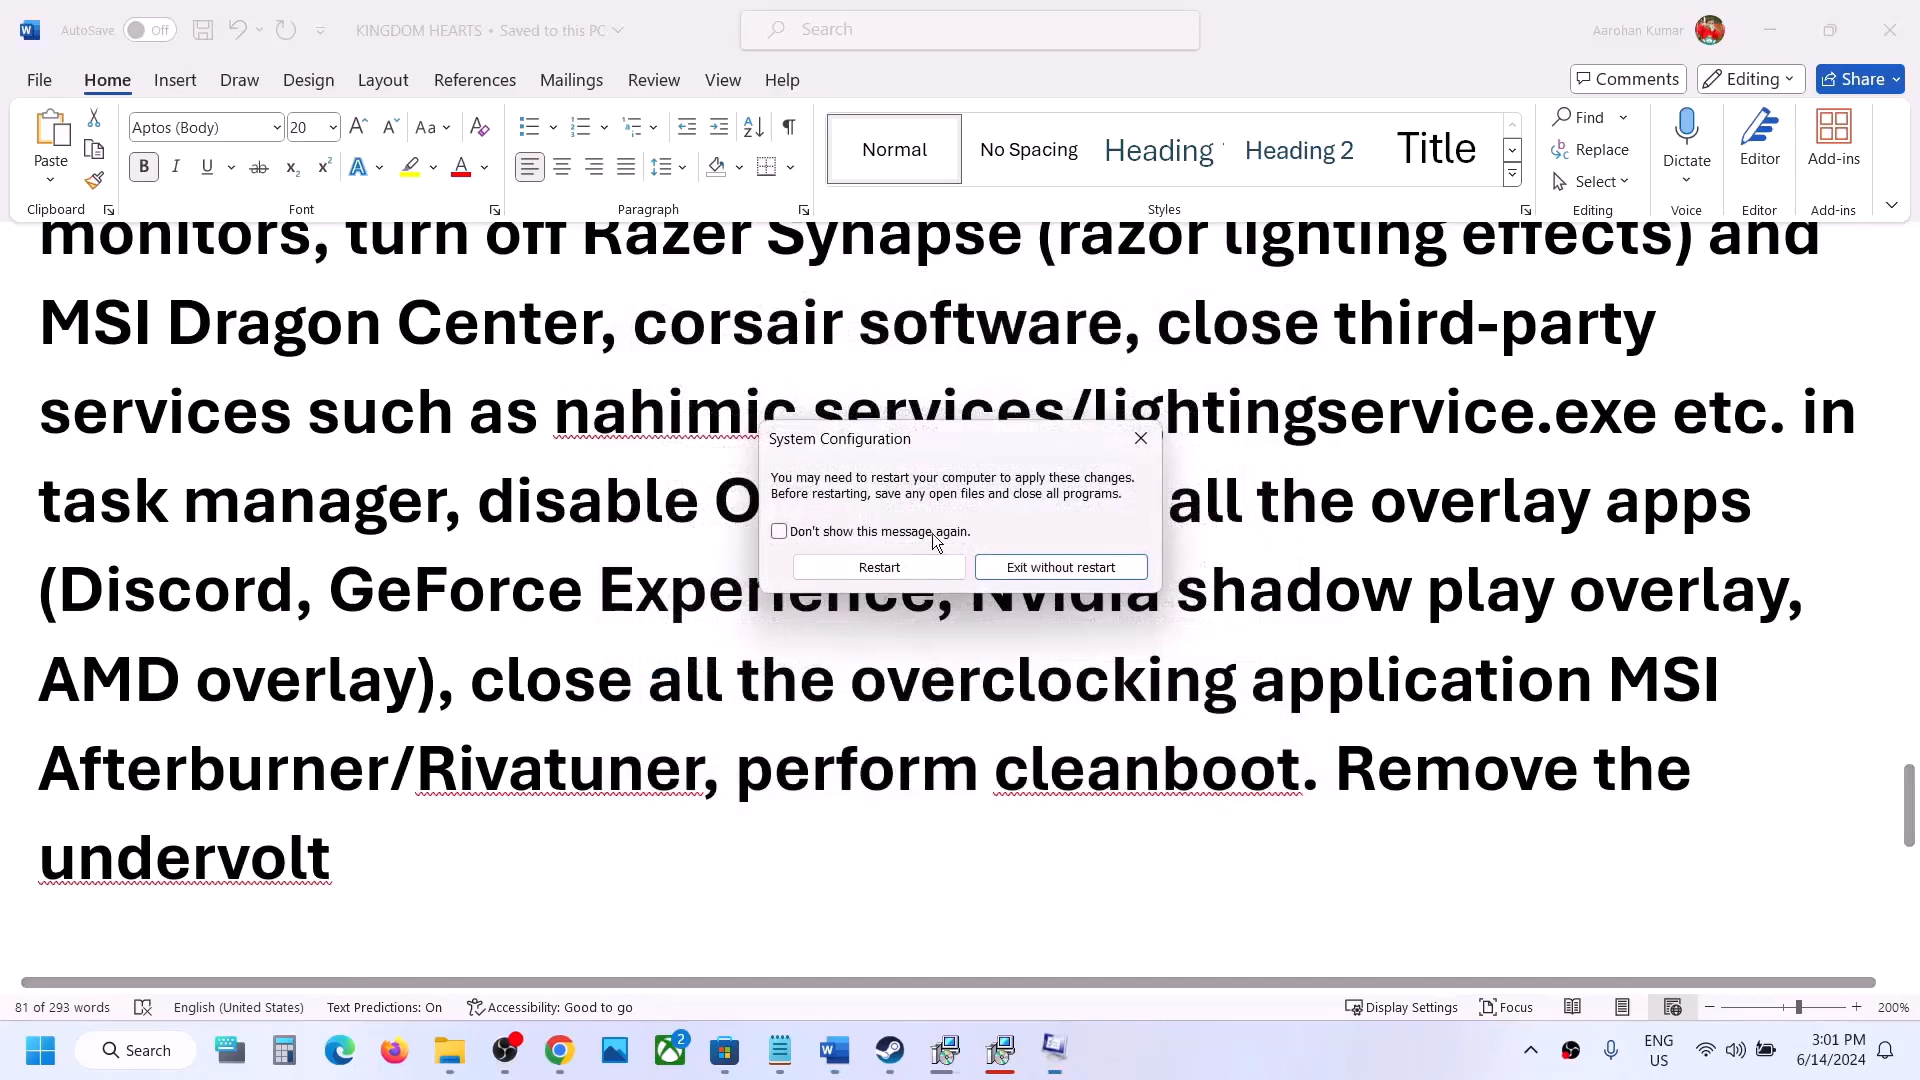 AutoSave Off KINGDOM HEARTS • Saved to this PC Search Aarohan Kumar
File Home Insert Draw Design Layout References Mailings Review View Help Comments Editing Share
Paste Aptos (Body) 20 Aa Normal No Spacing Heading Heading 2 Title Find Replace Select Dictate Editor Add-ins
B I U ab x₂ x² A A
Clipboard Font Paragraph Styles Editing Voice Editor Add-ins
monitors, turn off Razer Synapse (razor lighting effects) and
MSI Dragon Center, corsair software, close third-party
services such as nahimic services/lightingservice.exe etc. in
task manager, disable O all the overlay apps
(Discord, GeForce Experience, Nvidia shadow play overlay,
AMD overlay), close all the overclocking application MSI
Afterburner/Rivatuner, perform cleanboot. Remove the
undervolt
System Configuration
You may need to restart your computer to apply these changes.
Before restarting, save any open files and close all programs.
Don't show this message again.
Restart Exit without restart
81 of 293 words English (United States) Text Predictions: On Accessibility: Good to go Display Settings Focus 200%
Search 2 ENG US 3:01 PM 6/14/2024